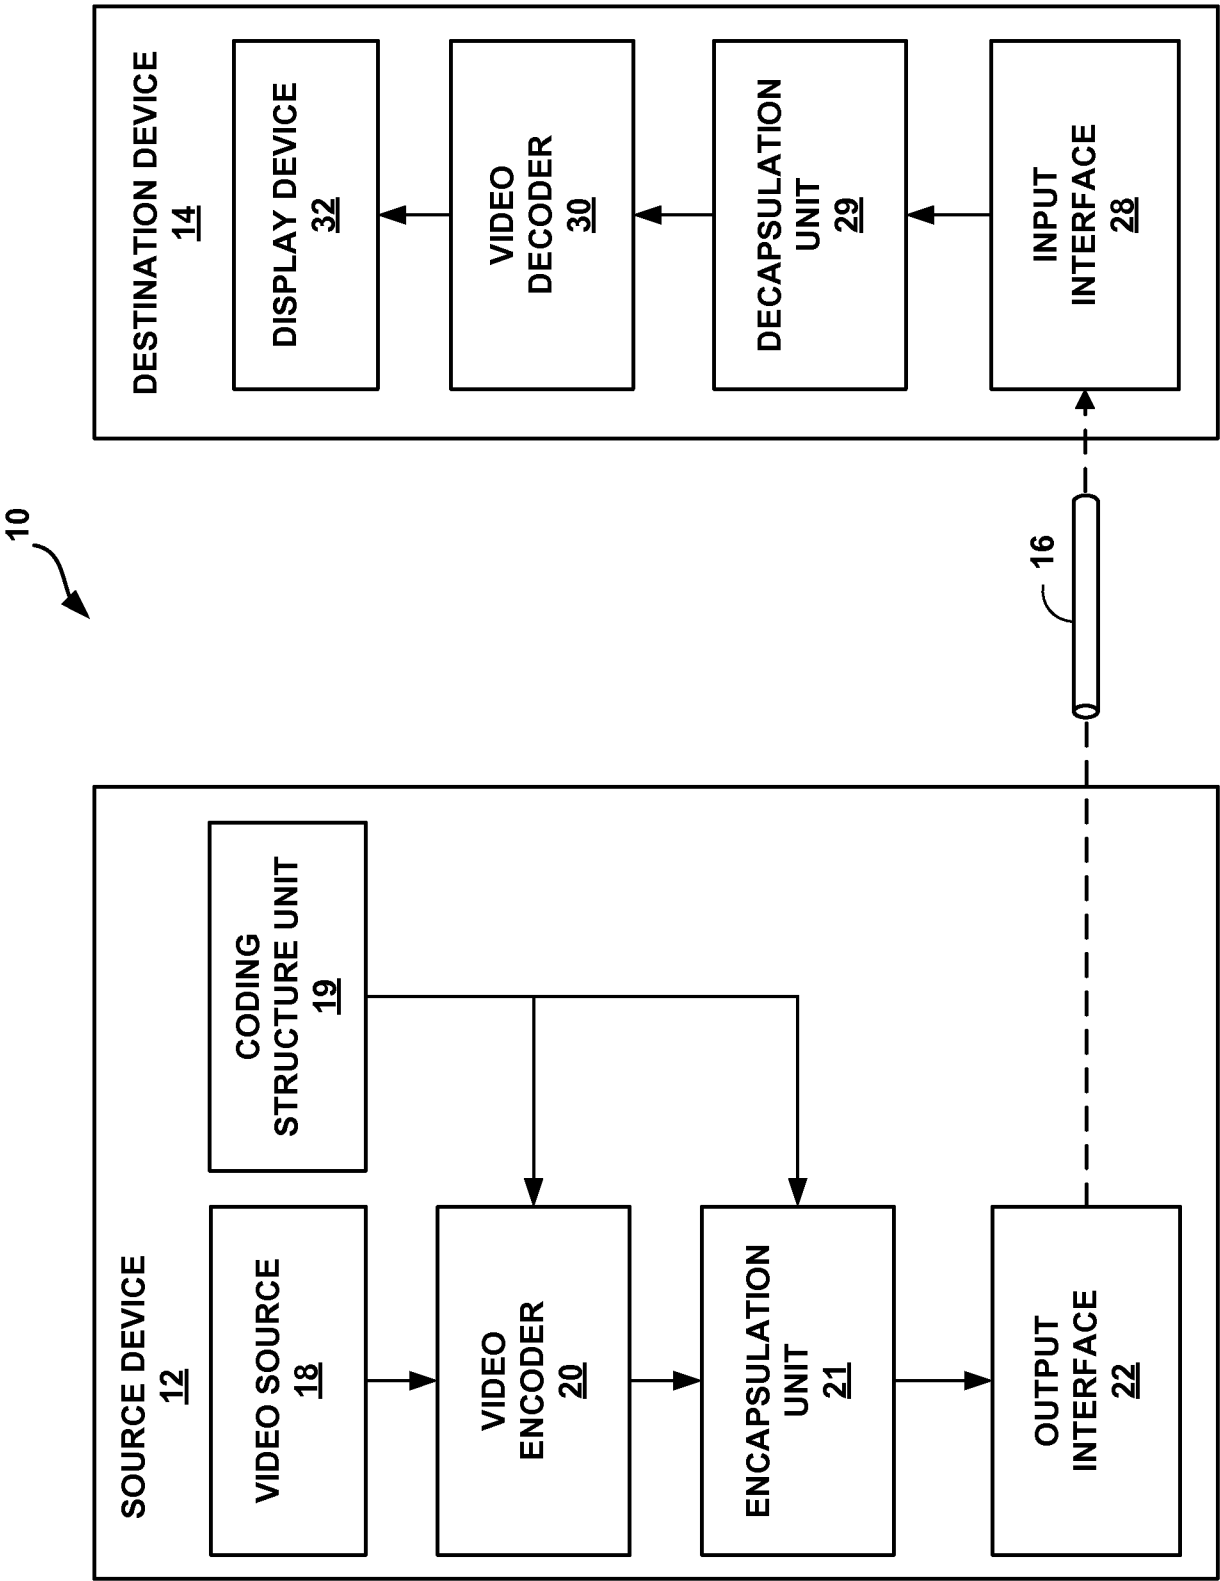 10
SOURCE DEVICE
12
VIDEO SOURCE
18
CODING
STRUCTURE UNIT
19
VIDEO
ENCODER
20
ENCAPSULATION
UNIT
21
OUTPUT
INTERFACE
22
16
DESTINATION DEVICE
14
DISPLAY DEVICE
32
VIDEO
DECODER
30
DECAPSULATION
UNIT
29
INPUT
INTERFACE
28